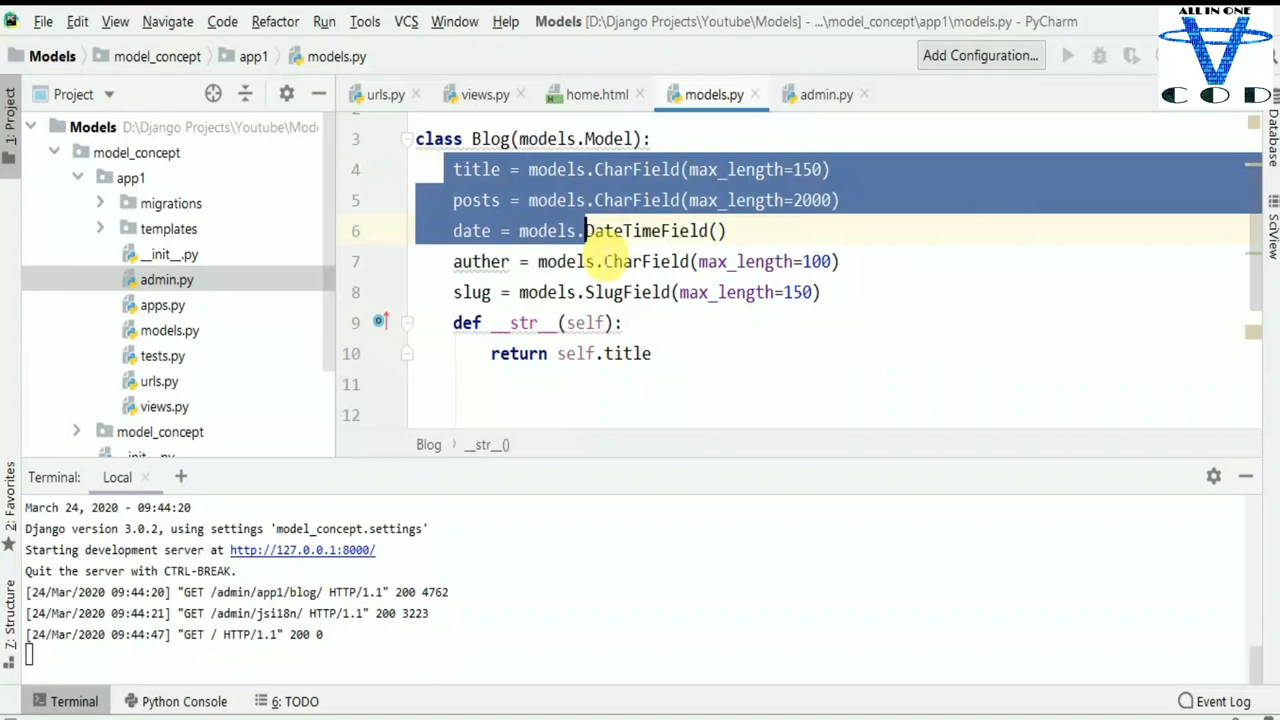 File Edit View Navigate Code Refactor Run Tools VCS Window Help Models [D:\Django Projects\Youtube\Models] - ...\model_concept\app1\models.py - PyCharm
ALL IN ONE
COD
Models model_concept app1 models.py Add Configuration...
1: Project
Project
urls.py views.py home.html models.py admin.py
Database
SciView
Models D:\Django Projects\Youtube\Mod
model_concept
app1
migrations
templates
__init__.py
admin.py
apps.py
models.py
tests.py
urls.py
views.py
model_concept
__init__.py
3 class Blog(models.Model):
4 title = models.CharField(max_length=150)
5 posts = models.CharField(max_length=2000)
6 date = models.DateTimeField()
7 auther = models.CharField(max_length=100)
8 slug = models.SlugField(max_length=150)
9 def __str__(self):
10 return self.title
11
12
Blog __str__()
2: Favorites
Z: Structure
Terminal: Local +
March 24, 2020 - 09:44:20
Django version 3.0.2, using settings 'model_concept.settings'
Starting development server at http://127.0.0.1:8000/
Quit the server with CTRL-BREAK.
[24/Mar/2020 09:44:20] "GET /admin/app1/blog/ HTTP/1.1" 200 4762
[24/Mar/2020 09:44:21] "GET /admin/jsi18n/ HTTP/1.1" 200 3223
[24/Mar/2020 09:44:47] "GET / HTTP/1.1" 200 0
Terminal Python Console 6: TODO Event Log